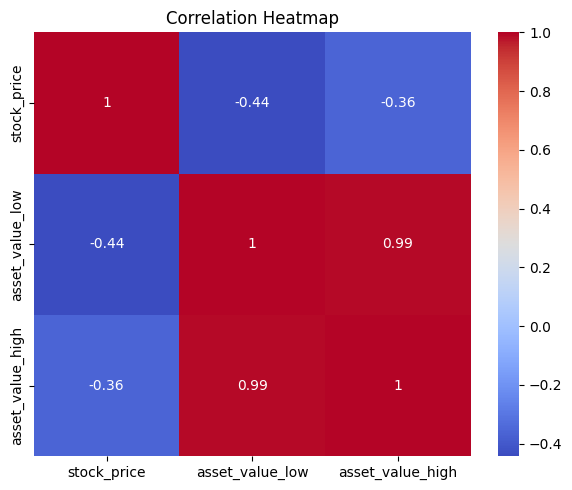 Correlation Heatmap
stock_price
1
-0.44
-0.36
asset_value_low
-0.44
1
0.99
asset_value_high
-0.36
0.99
1
stock_price
asset_value_low
asset_value_high
1.0
0.8
0.6
0.4
0.2
0.0
−0.2
−0.4